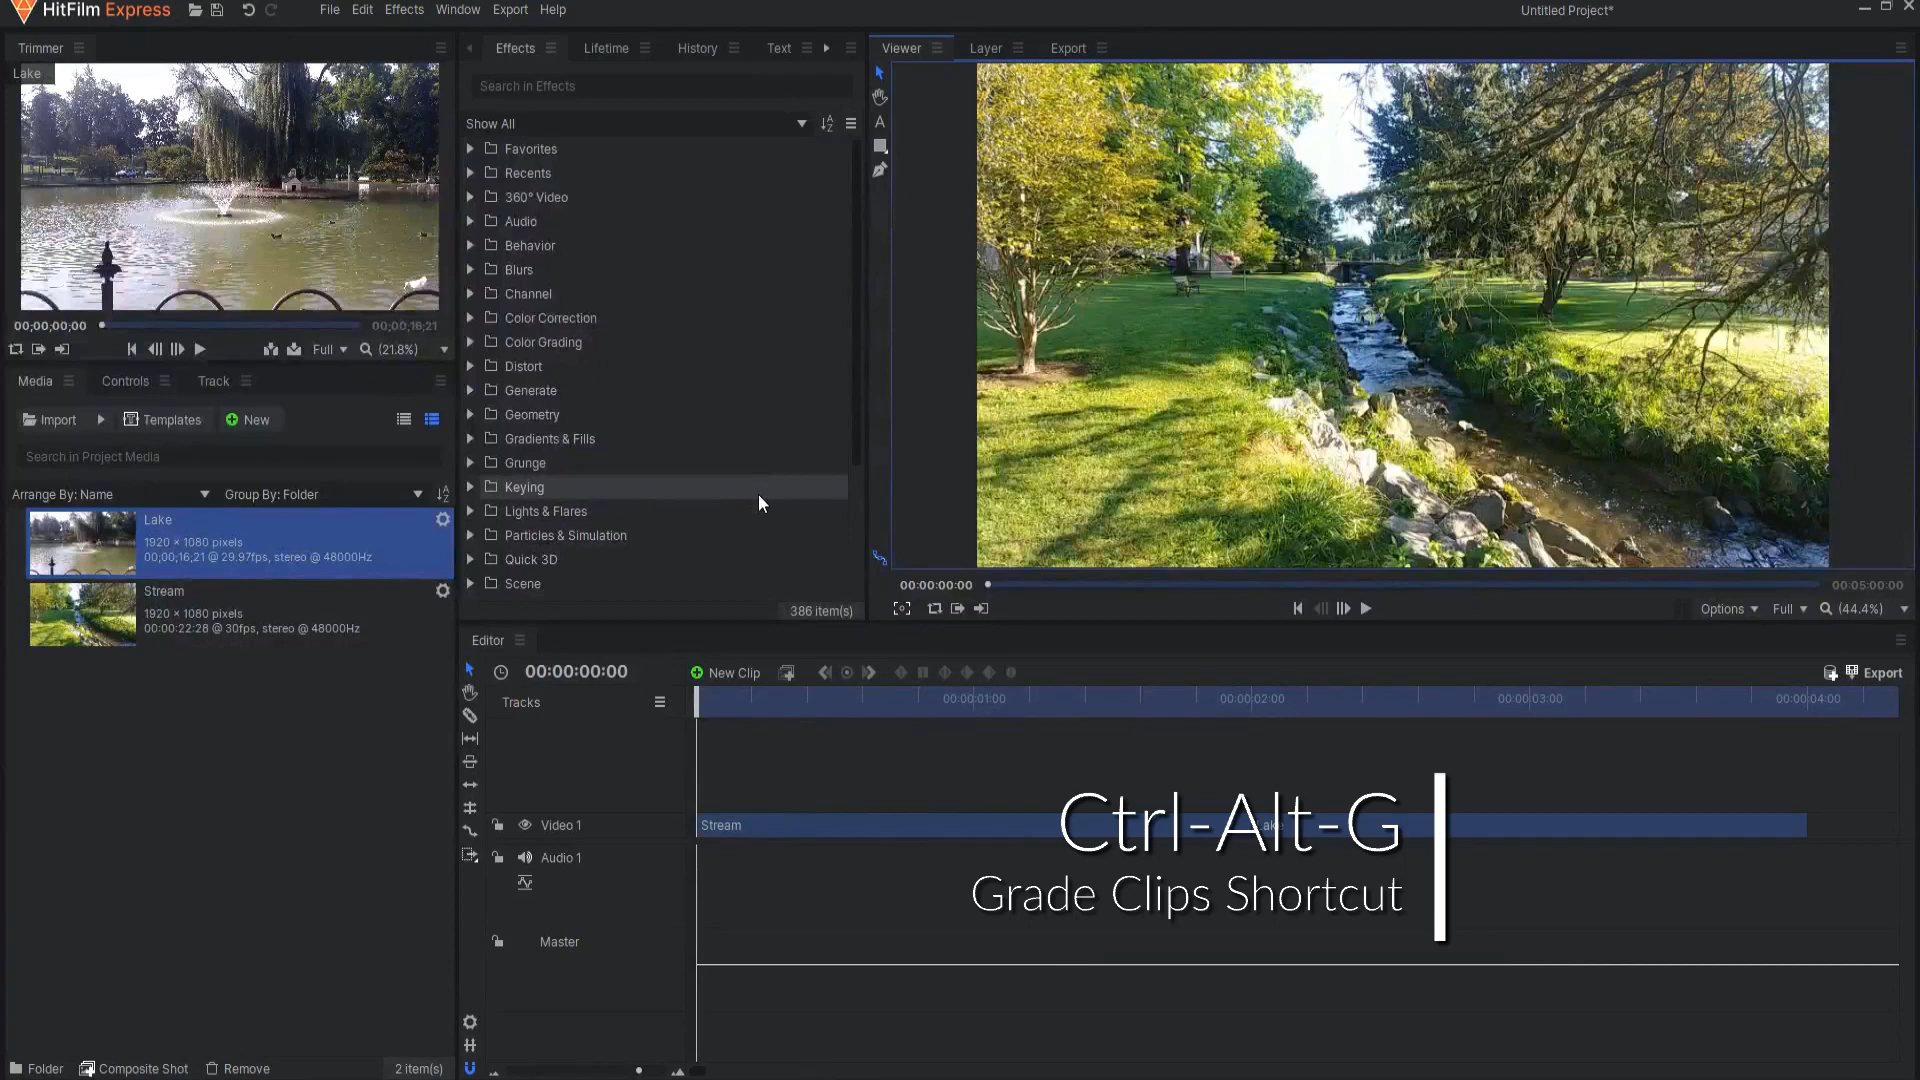 HitFilm Express
File Edit Effects Window Export Help
Untitled Project*
Trimmer
Lake
00;00;00;00
00;00;16;21
Full
(21.8%)
Media Controls Track
Import Templates New
Search in Project Media
Arrange By: Name Group By: Folder
Lake
1920 × 1080 pixels
00;00;16;21 @ 29.97fps, stereo @ 48000Hz
Stream
1920 × 1080 pixels
00:00:22:28 @ 30fps, stereo @ 48000Hz
Folder Composite Shot Remove 2 item(s)
Effects Lifetime History Text
Search in Effects
Show All
Favorites
Recents
360° Video
Audio
Behavior
Blurs
Channel
Color Correction
Color Grading
Distort
Generate
Geometry
Gradients & Fills
Grunge
Keying
Lights & Flares
Particles & Simulation
Quick 3D
Scene
386 item(s)
Viewer Layer Export
A
00:00:00:00
00:05:00:00
Options Full (44.4%)
Editor
00:00:00:00
New Clip
Export
Tracks
00:00:01:00 00:00:02:00 00:00:03:00 00:00:04:00
Video 1
Stream
Lake
Audio 1
Master
Ctrl-Alt-G
Grade Clips Shortcut